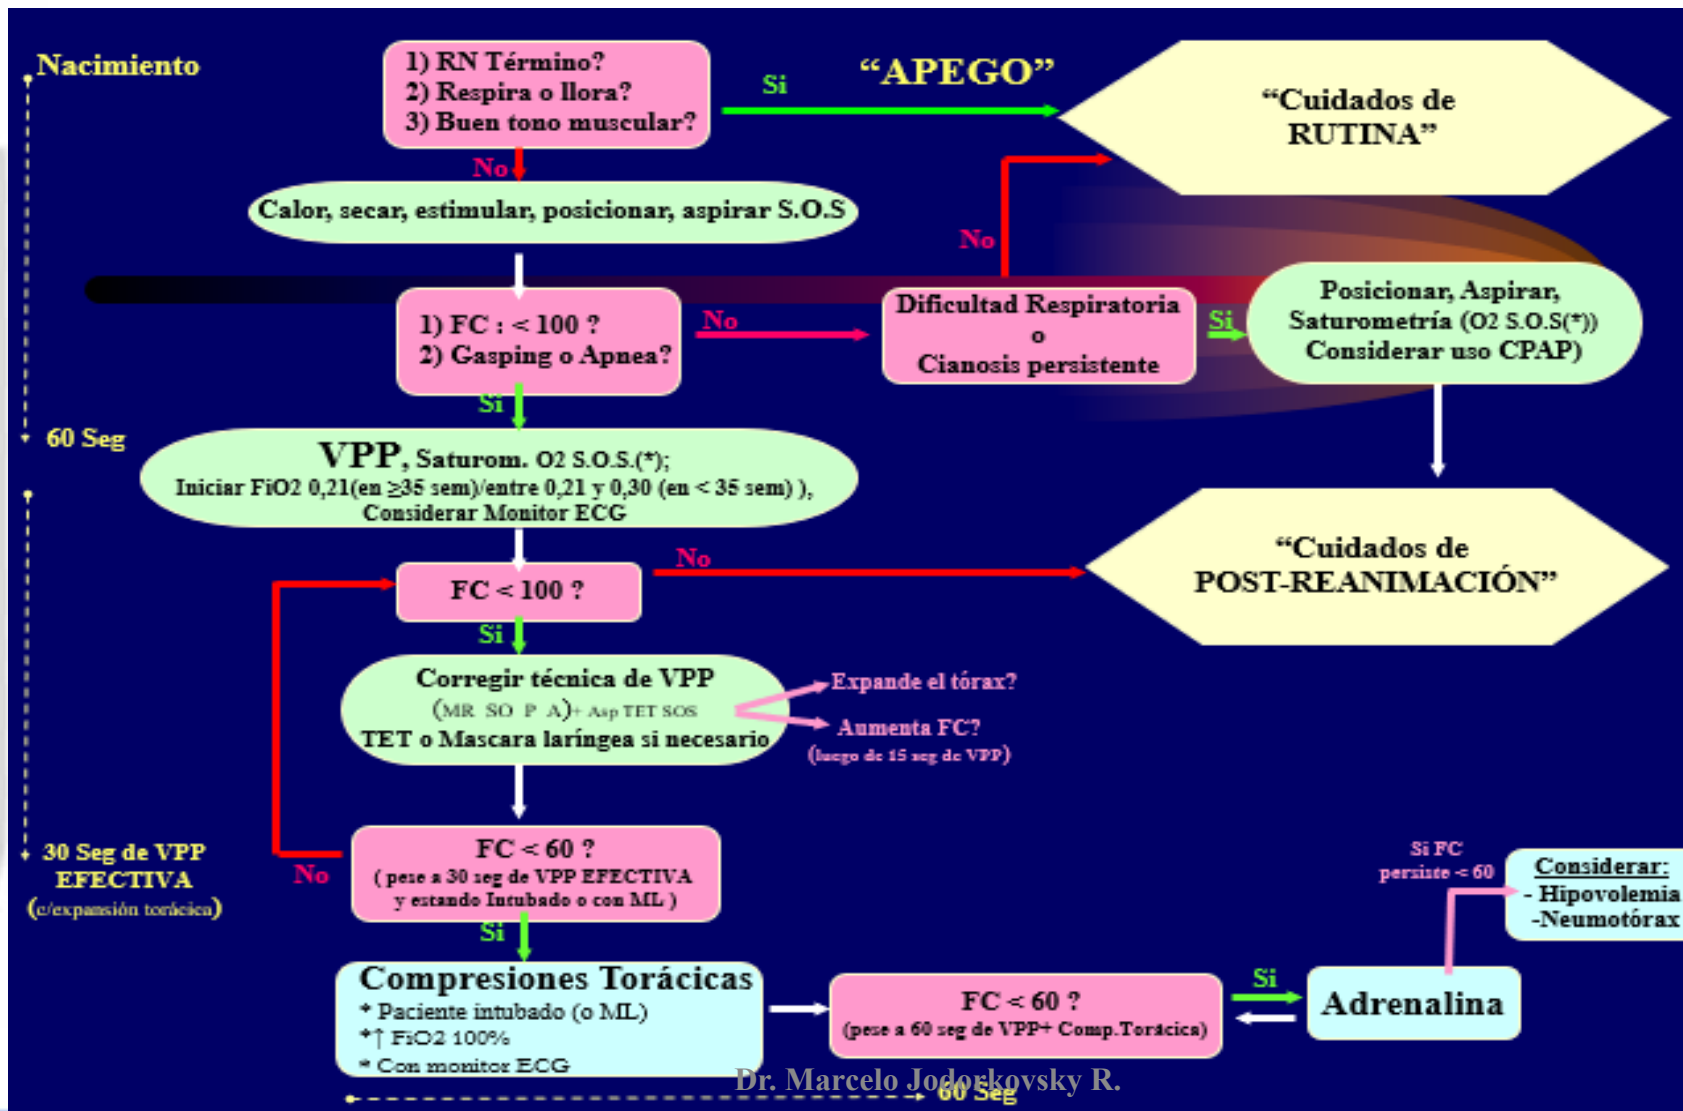 Nacimiento
1) RN Término?
2) Respira o llora?
3) Buen tono muscular?
Si
“APEGO”
“Cuidados de
RUTINA”
No
Calor, secar, estimular, posicionar, aspirar S.O.S
No
1) FC : < 100 ?
2) Gasping o Apnea?
No
Dificultad Respiratoria
o
Cianosis persistente
Si
Posicionar, Aspirar,
Saturometría (O2 S.O.S(*))
Considerar uso CPAP)
Si
60 Seg
VPP, Saturom. O2 S.O.S.(*);
Iniciar FiO2 0,21(en ≥35 sem)/entre 0,21 y 0,30 (en < 35 sem) ),
Considerar Monitor ECG
FC < 100 ?
No
“Cuidados de
POST-REANIMACIÓN”
Si
Corregir técnica de VPP
(MR SO P A)+ Asp TET SOS
TET o Mascara laríngea si necesario
Expande el tórax?
Aumenta FC?
(luego de 15 seg de VPP)
30 Seg de VPP
EFECTIVA
(c/expansión torácica)
No
FC < 60 ?
( pese a 30 seg de VPP EFECTIVA
y estando Intubado o con ML )
Si
Si FC
persiste < 60
Considerar:
- Hipovolemia
-Neumotórax
Compresiones Torácicas
* Paciente intubado (o ML)
*↑ FiO2 100%
* Con monitor ECG
FC < 60 ?
(pese a 60 seg de VPP+ Comp.Torácica)
Si
Adrenalina
Dr. Marcelo Jodorkovsky R.
60 Seg